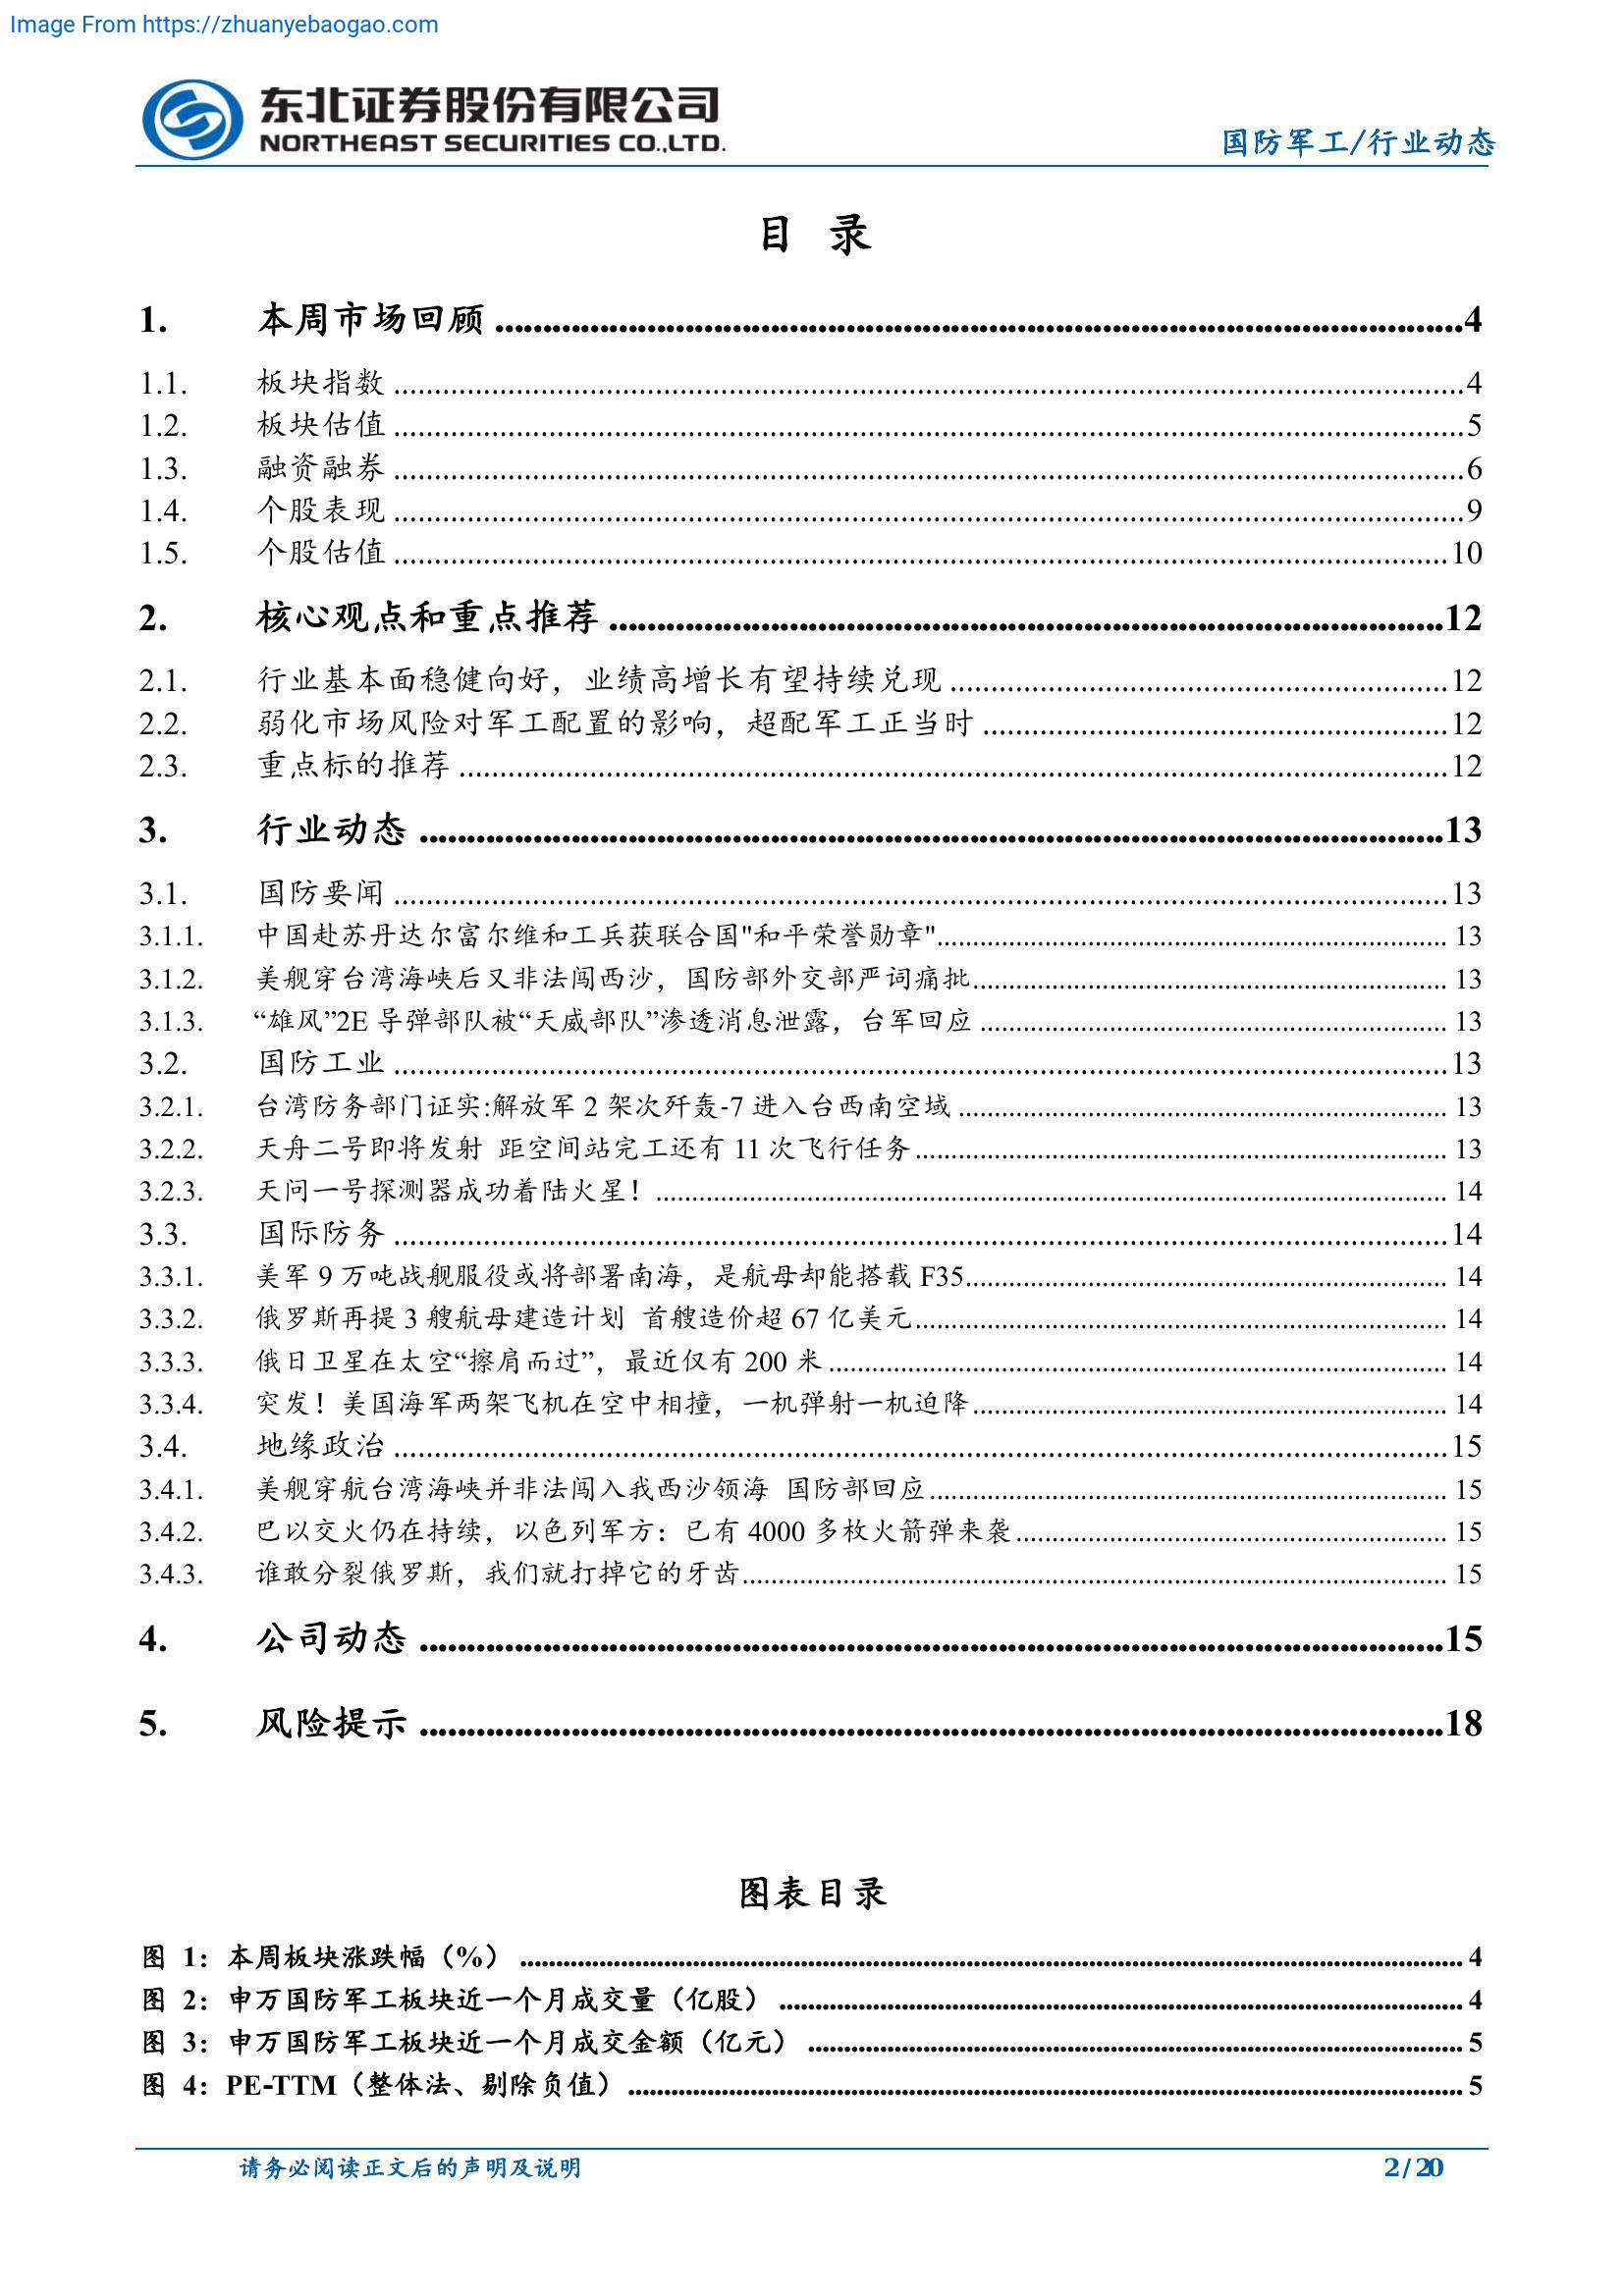 Image From https://zhuanyebaogao.com
东北证券股份有限公司
NORTHEAST SECURITIES CO.,LTD.
国防军工/行业动态
目 录
1. 本周市场回顾 ........ 4
1.1. 板块指数 ........ 4
1.2. 板块估值 ........ 5
1.3. 融资融券 ........ 6
1.4. 个股表现 ........ 9
1.5. 个股估值 ........ 10
2. 核心观点和重点推荐 ........ 12
2.1. 行业基本面稳健向好，业绩高增长有望持续兑现 ........ 12
2.2. 弱化市场风险对军工配置的影响，超配军工正当时 ........ 12
2.3. 重点标的推荐 ........ 12
3. 行业动态 ........ 13
3.1. 国防要闻 ........ 13
3.1.1. 中国赴苏丹达尔富尔维和工兵获联合国"和平荣誉勋章" ........ 13
3.1.2. 美舰穿台湾海峡后又非法闯西沙，国防部外交部严词痛批 ........ 13
3.1.3. “雄风”2E 导弹部队被“天威部队”渗透消息泄露，台军回应 ........ 13
3.2. 国防工业 ........ 13
3.2.1. 台湾防务部门证实:解放军 2 架次歼轰-7 进入台西南空域 ........ 13
3.2.2. 天舟二号即将发射 距空间站完工还有 11 次飞行任务 ........ 13
3.2.3. 天问一号探测器成功着陆火星！ ........ 14
3.3. 国际防务 ........ 14
3.3.1. 美军 9 万吨战舰服役或将部署南海，是航母却能搭载 F35 ........ 14
3.3.2. 俄罗斯再提 3 艘航母建造计划 首艘造价超 67 亿美元 ........ 14
3.3.3. 俄日卫星在太空“擦肩而过”，最近仅有 200 米 ........ 14
3.3.4. 突发！美国海军两架飞机在空中相撞，一机弹射一机迫降 ........ 14
3.4. 地缘政治 ........ 15
3.4.1. 美舰穿航台湾海峡并非法闯入我西沙领海 国防部回应 ........ 15
3.4.2. 巴以交火仍在持续，以色列军方：已有 4000 多枚火箭弹来袭 ........ 15
3.4.3. 谁敢分裂俄罗斯，我们就打掉它的牙齿 ........ 15
4. 公司动态 ........ 15
5. 风险提示 ........ 18
图表目录
图 1：本周板块涨跌幅（%） ........ 4
图 2：申万国防军工板块近一个月成交量（亿股） ........ 4
图 3：申万国防军工板块近一个月成交金额（亿元） ........ 5
图 4：PE-TTM（整体法、剔除负值） ........ 5
请务必阅读正文后的声明及说明 2 / 20